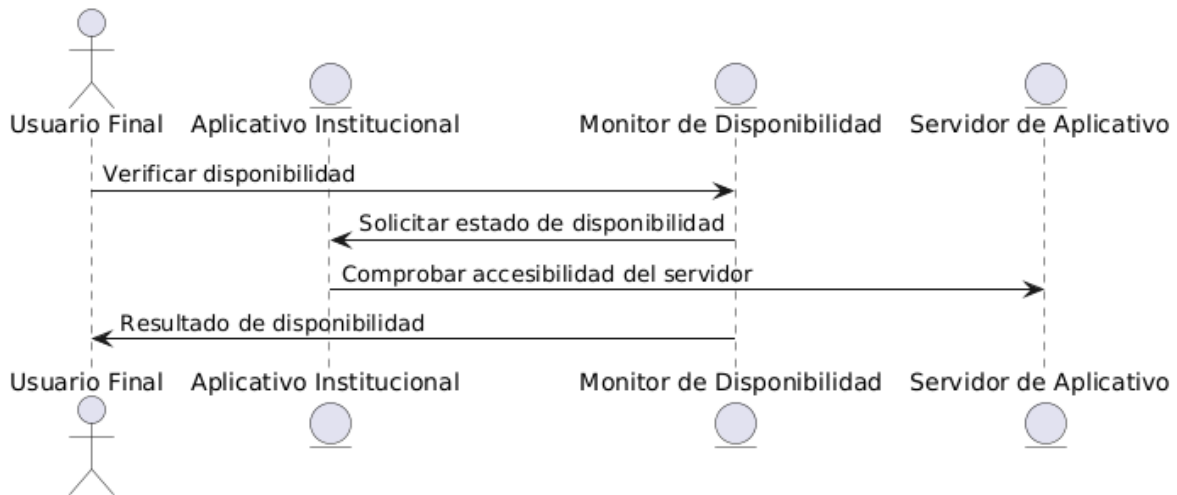 Usuario Final
Aplicativo Institucional
Monitor de Disponibilidad
Servidor de Aplicativo
Verificar disponibilidad
Solicitar estado de disponibilidad
Comprobar accesibilidad del servidor
Resultado de disponibilidad
Usuario Final
Aplicativo Institucional
Monitor de Disponibilidad
Servidor de Aplicativo